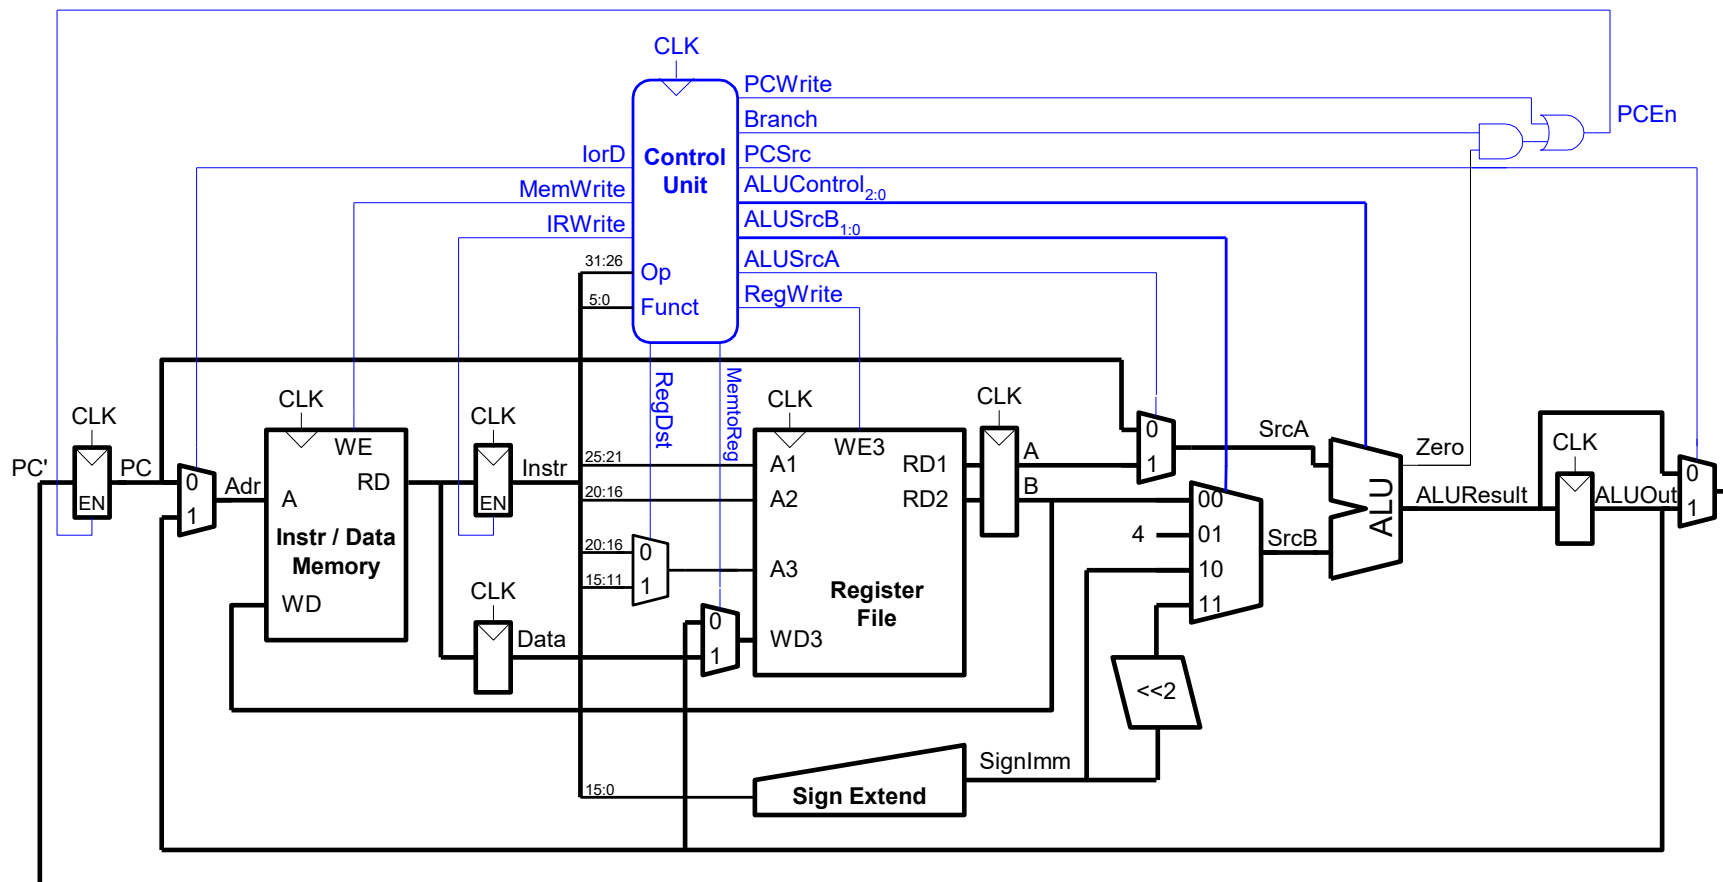 CLK
PCWrite
Branch
PCEn
IorD
Control
Unit
PCSrc
MemWrite
ALUControl2:0
IRWrite
ALUSrcB1:0
31:26
Op
ALUSrcA
5:0
Funct
RegWrite
RegDst
MemtoReg
CLK
CLK
CLK
CLK
CLK
CLK
PC'
PC
EN
0
1
Adr
WE
A
RD
Instr / Data
Memory
WD
EN
Instr
CLK
Data
25:21
20:16
20:16
15:11
0
1
0
1
A1
A2
A3
WD3
WE3
RD1
RD2
Register
File
A
B
0
1
SrcA
00
01
10
11
4
SrcB
<<2
ALU
Zero
ALUResult
CLK
ALUOut
0
1
15:0
Sign Extend
SignImm